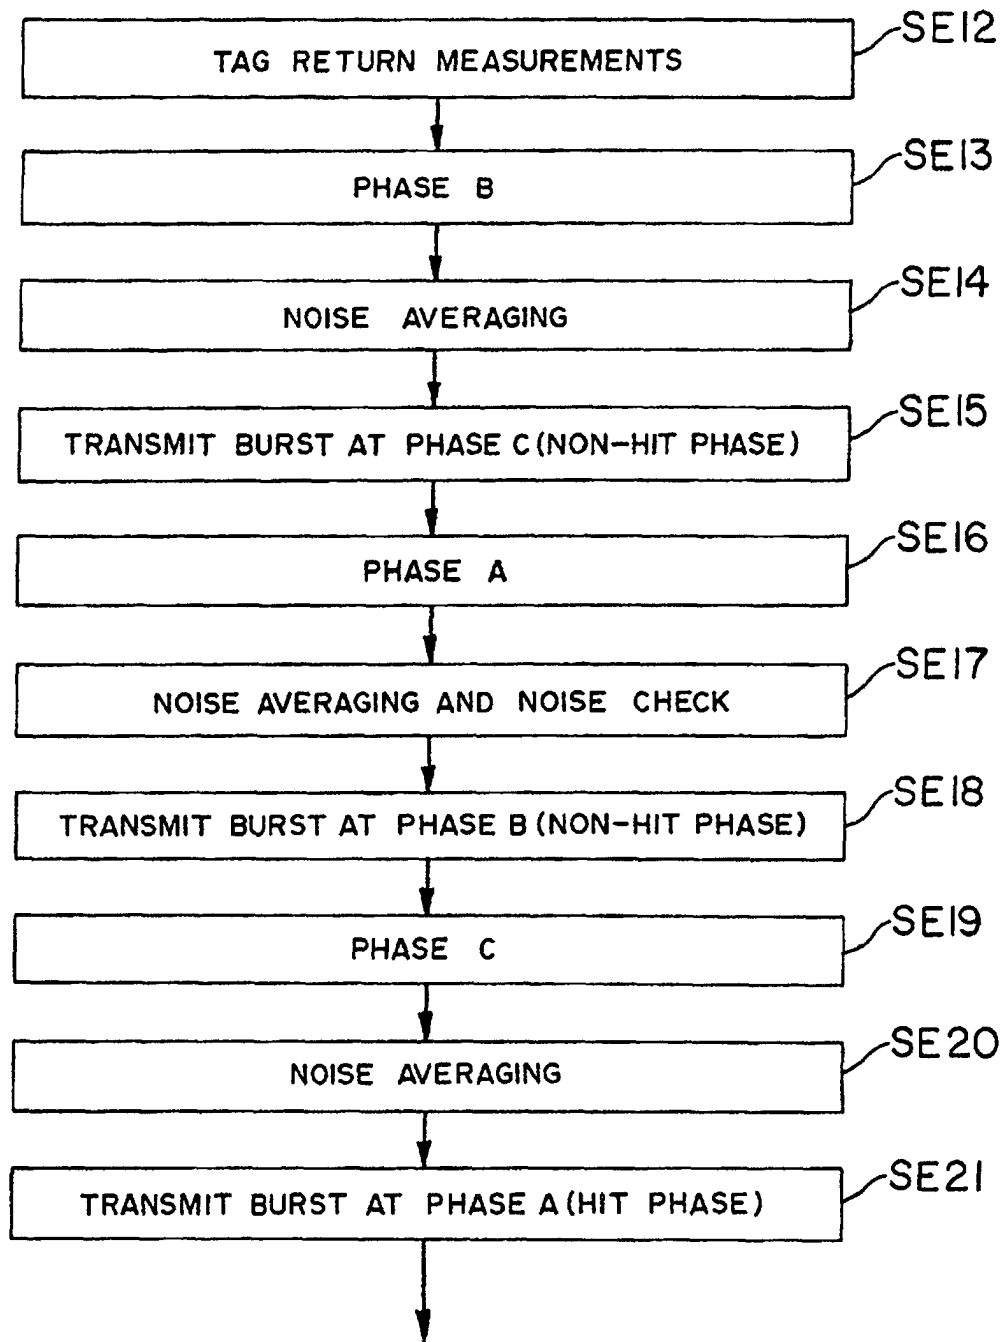 SE12
TAG RETURN MEASUREMENTS
SE13
PHASE B
SE14
NOISE AVERAGING
SE15
TRANSMIT BURST AT PHASE C (NON-HIT PHASE)
SE16
PHASE A
SE17
NOISE AVERAGING AND NOISE CHECK
SE18
TRANSMIT BURST AT PHASE B (NON-HIT PHASE)
SE19
PHASE C
SE20
NOISE AVERAGING
SE21
TRANSMIT BURST AT PHASE A (HIT PHASE)